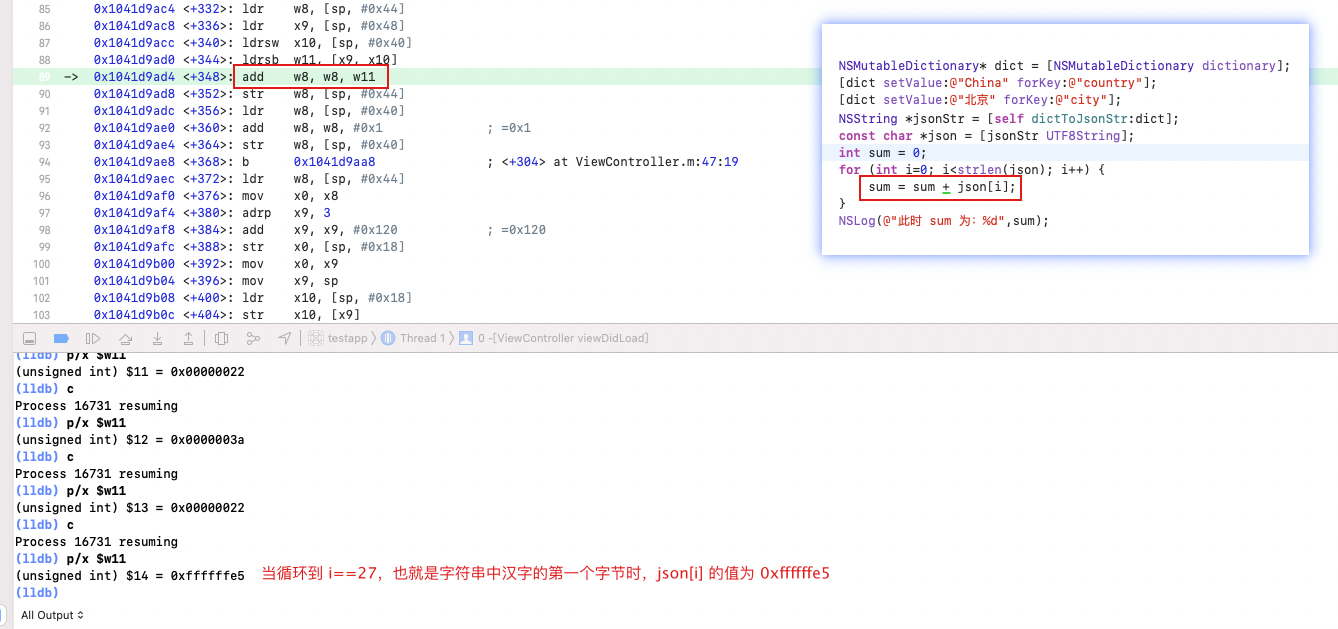 85 0x1041d9ac4 <+332>: ldr w8, [sp, #0x44]
86 0x1041d9ac8 <+336>: ldr x9, [sp, #0x48]
87 0x1041d9acc <+340>: ldrsw x10, [sp, #0x40]
88 0x1041d9ad0 <+344>: ldrsb w11, [x9, x10]
89 -> 0x1041d9ad4 <+348>: add w8, w8, w11
90 0x1041d9ad8 <+352>: str w8, [sp, #0x44]
91 0x1041d9adc <+356>: ldr w8, [sp, #0x40]
92 0x1041d9ae0 <+360>: add w8, w8, #0x1 ; =0x1
93 0x1041d9ae4 <+364>: str w8, [sp, #0x40]
94 0x1041d9ae8 <+368>: b 0x1041d9aa8 ; <+304> at ViewController.m:47:19
95 0x1041d9aec <+372>: ldr w8, [sp, #0x44]
96 0x1041d9af0 <+376>: mov x0, x8
97 0x1041d9af4 <+380>: adrp x9, 3
98 0x1041d9af8 <+384>: add x9, x9, #0x120 ; =0x120
99 0x1041d9afc <+388>: str x0, [sp, #0x18]
100 0x1041d9b00 <+392>: mov x0, x9
101 0x1041d9b04 <+396>: mov x9, sp
102 0x1041d9b08 <+400>: ldr x10, [sp, #0x18]
103 0x1041d9b0c <+404>: str x10, [x9]
NSMutableDictionary* dict = [NSMutableDictionary dictionary];
[dict setValue:@"China" forKey:@"country"];
[dict setValue:@"北京" forKey:@"city"];
NSString *jsonStr = [self dictToJsonStr:dict];
const char *json = [jsonStr UTF8String];
int sum = 0;
for (int i=0; i<strlen(json); i++) {
sum = sum + json[i];
}
NSLog(@"此时 sum 为：%d",sum);
testapp 〉 Thread 1 〉 0 -[ViewController viewDidLoad]
(lldb) p/x $w11
(unsigned int) $11 = 0x00000022
(lldb) c
Process 16731 resuming
(lldb) p/x $w11
(unsigned int) $12 = 0x0000003a
(lldb) c
Process 16731 resuming
(lldb) p/x $w11
(unsigned int) $13 = 0x00000022
(lldb) c
Process 16731 resuming
(lldb) p/x $w11
(unsigned int) $14 = 0xffffffe5 当循环到 i==27，也就是字符串中汉字的第一个字节时，json[i] 的值为 0xffffffe5
(lldb)
All Output